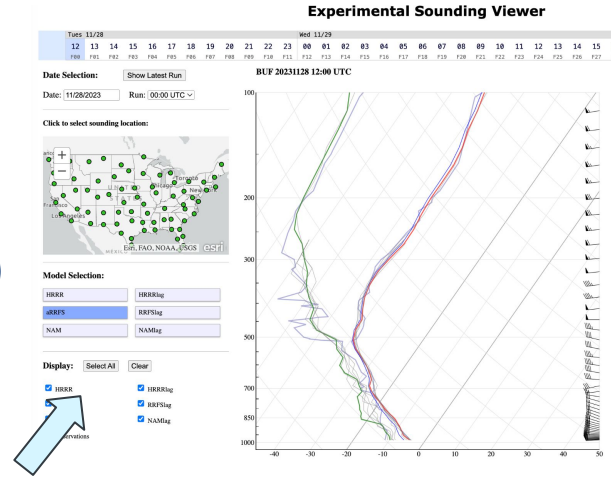 Experimental Sounding Viewer
Tues 11/28 Wed 11/29
12 13 14 15 16 17 18 19 20 21 22 23 00 01 02 03 04 05 06 07 08 09 10 11 12 13 14 15
F00 F01 F02 F03 F04 F05 F06 F07 F08 F09 F10 F11 F12 F13 F14 F15 F16 F17 F18 F19 F20 F21 F22 F23 F24 F25 F26 F27
Date Selection: Show Latest Run
BUF 20231128 12:00 UTC
Date: 11/28/2023 Run: 00:00 UTC
Click to select sounding location:
+
−
Toronto
Chicago
New
Los Angeles
MEXICO
Esri, FAO, NOAA, USGS esri
Model Selection:
HRRR HRRRlag
aRRFS RRFSlag
NAM NAMlag
Display: Select All Clear
HRRR HRRRlag
RRFSlag
NAMlag
100
200
300
400
500
700
850
1000
-40 -30 -20 -10 0 10 20 30 40 50